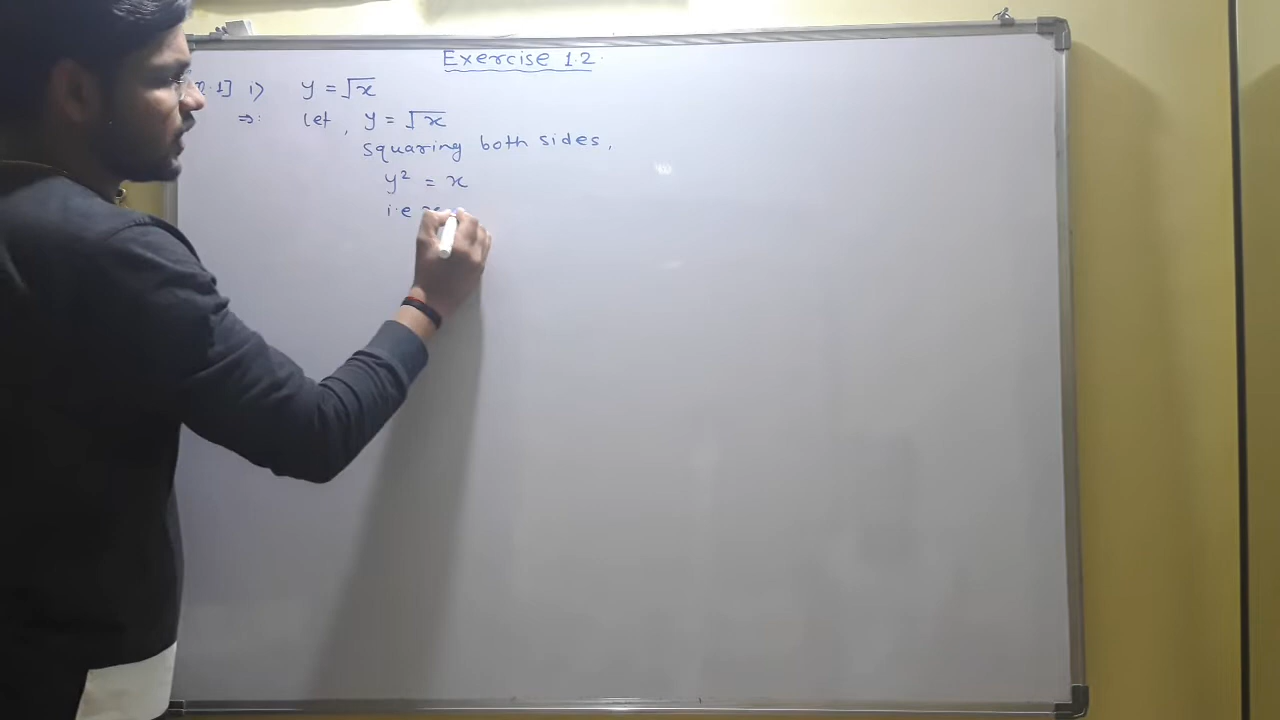 Exercise 1.2.
.1] i) y = √x
⇒: Let, y = √x
squaring both sides,
y² = x
i.e x